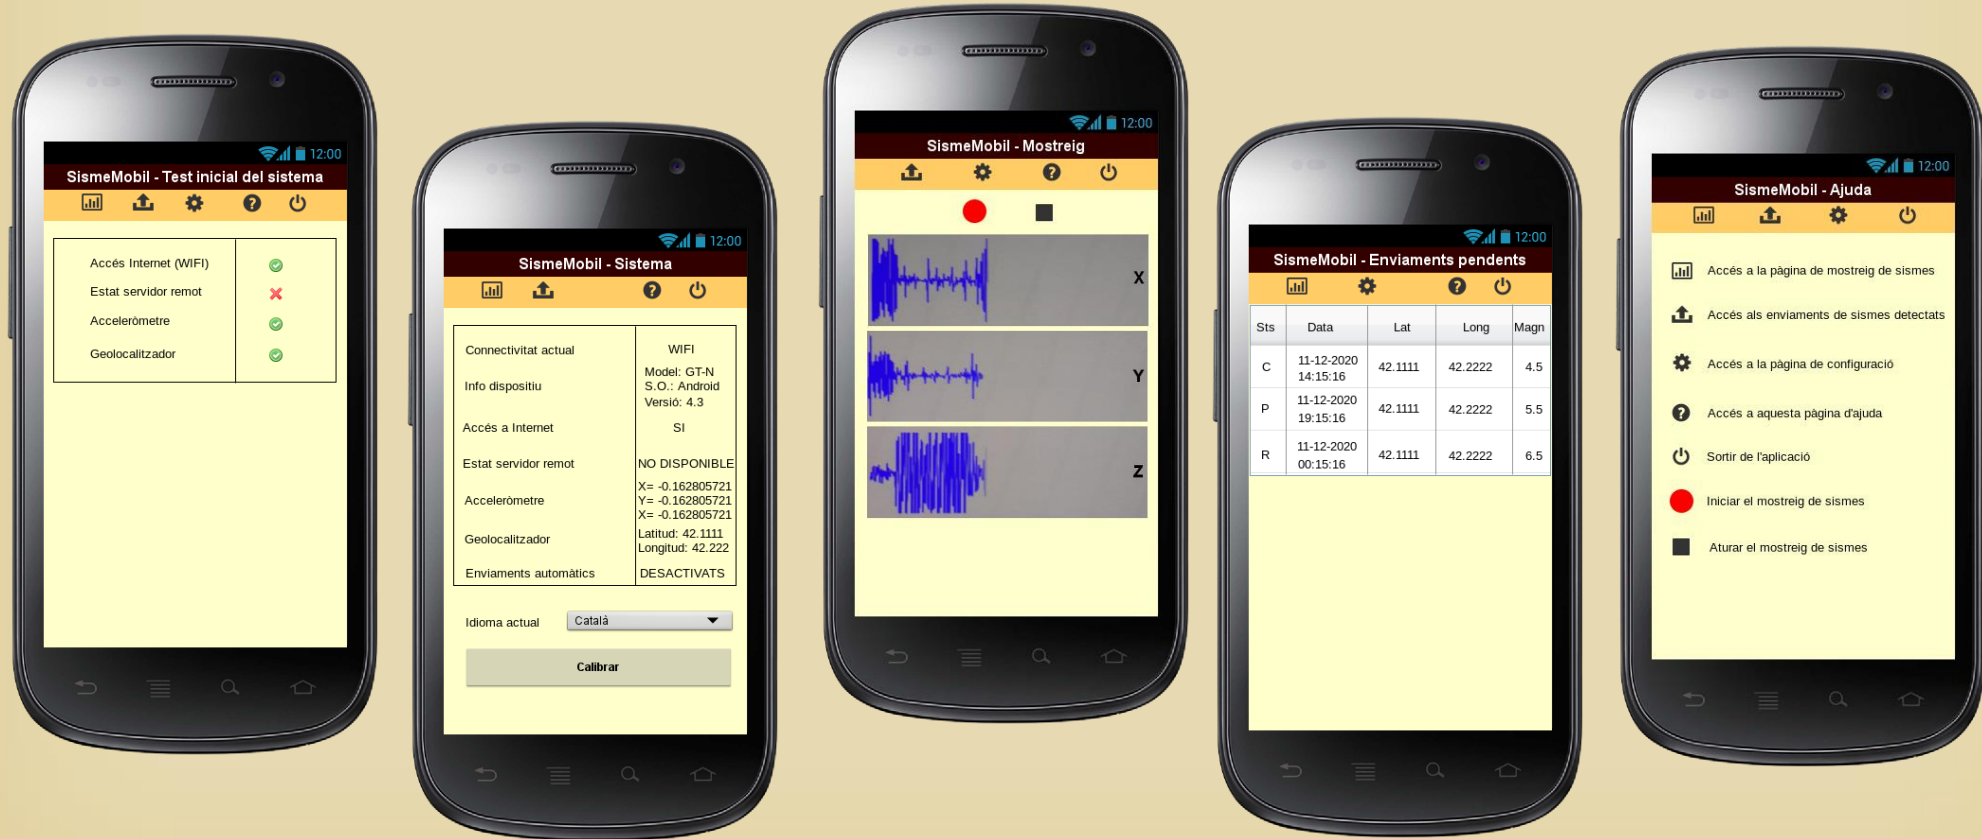 12:00
SismeMobil - Test inicial del sistema
Accés Internet (WIFI)
Estat servidor remot
Acceleròmetre
Geolocalitzador
12:00
SismeMobil - Sistema
Connectivitat actual WIFI
Info dispositiu Model: GT-N
S.O.: Android
Versió: 4.3
Accés a Internet SI
Estat servidor remot NO DISPONIBLE
Acceleròmetre X= -0.162805721
Y= -0.162805721
X= -0.162805721
Geolocalitzador Latitud: 42.1111
Longitud: 42.222
Enviaments automàtics DESACTIVATS
Idioma actual Català
Calibrar
12:00
SismeMobil - Mostreig
X
Y
Z
12:00
SismeMobil - Enviaments pendents
Sts Data Lat Long Magn
C 11-12-2020 14:15:16 42.1111 42.2222 4.5
P 11-12-2020 19:15:16 42.1111 42.2222 5.5
R 11-12-2020 00:15:16 42.1111 42.2222 6.5
12:00
SismeMobil - Ajuda
Accés a la pàgina de mostreig de sismes
Accés als enviaments de sismes detectats
Accés a la pàgina de configuració
Accés a aquesta pàgina d'ajuda
Sortir de l'aplicació
Iniciar el mostreig de sismes
Aturar el mostreig de sismes